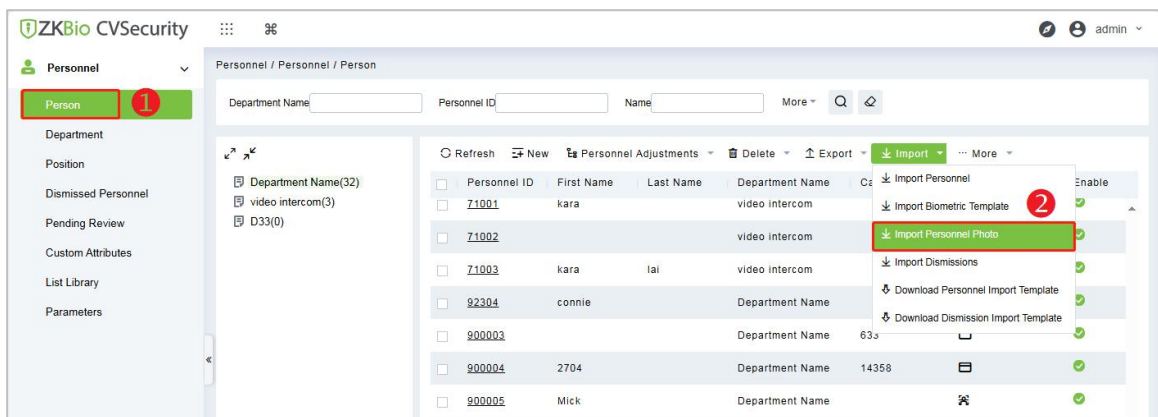 ZKBio CVSecurity
admin
Personnel
Personnel / Personnel / Person
Person
1
Department
Position
Dismissed Personnel
Pending Review
Custom Attributes
List Library
Parameters
Department Name
Personnel ID
Name
More
Department Name(32)
video intercom(3)
D33(0)
Refresh New Personnel Adjustments Delete Export Import More
Personnel ID First Name Last Name Department Name Ca Enable
71001 kara video intercom
71002 video intercom
71003 kara lai video intercom
92304 connie Department Name
900003 Department Name 633
900004 2704 Department Name 14358
900005 Mick Department Name
Import Personnel
Import Biometric Template
2
Import Personnel Photo
Import Dismissions
Download Personnel Import Template
Download Dismission Import Template